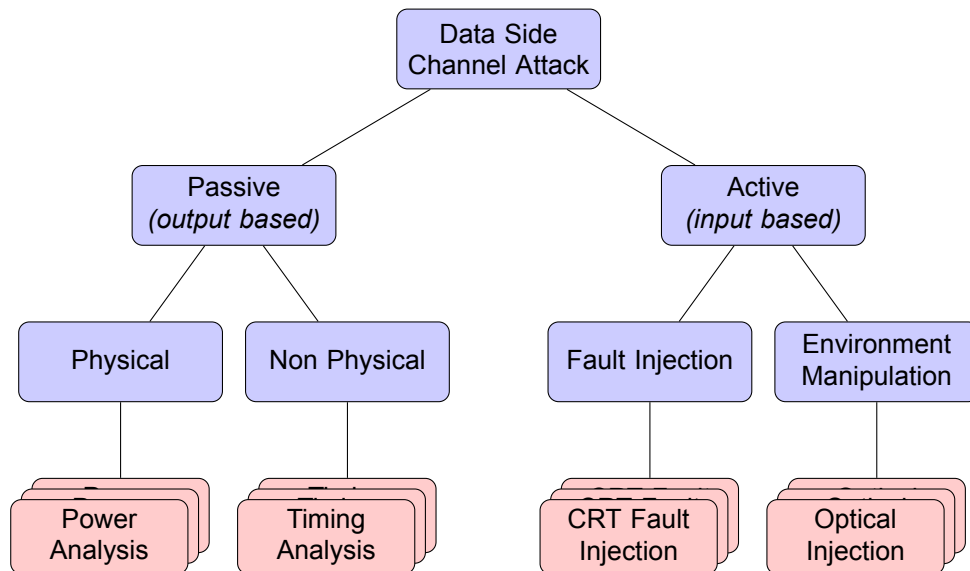 Data Side
Channel Attack
Passive
(output based)
Active
(input based)
Physical
Non Physical
Fault Injection
Environment
Manipulation
Power
Analysis
Timing
Analysis
CRT Fault
Injection
Optical
Injection